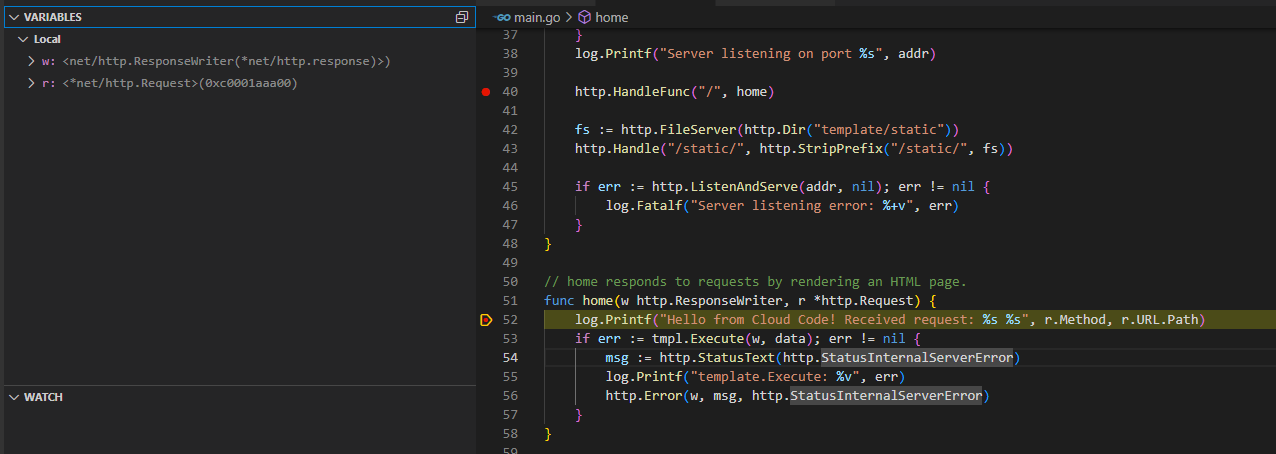 VARIABLES
Local
w: <net/http.ResponseWriter(*net/http.response)>)
r: <*net/http.Request>(0xc0001aaa00)
WATCH
GO main.go > home
37 }
38 log.Printf("Server listening on port %s", addr)
39
40 http.HandleFunc("/", home)
41
42 fs := http.FileServer(http.Dir("template/static"))
43 http.Handle("/static/", http.StripPrefix("/static/", fs))
44
45 if err := http.ListenAndServe(addr, nil); err != nil {
46 log.Fatalf("Server listening error: %+v", err)
47 }
48 }
49
50 // home responds to requests by rendering an HTML page.
51 func home(w http.ResponseWriter, r *http.Request) {
52 log.Printf("Hello from Cloud Code! Received request: %s %s", r.Method, r.URL.Path)
53 if err := tmpl.Execute(w, data); err != nil {
54 msg := http.StatusText(http.StatusInternalServerError)
55 log.Printf("template.Execute: %v", err)
56 http.Error(w, msg, http.StatusInternalServerError)
57 }
58 }
59